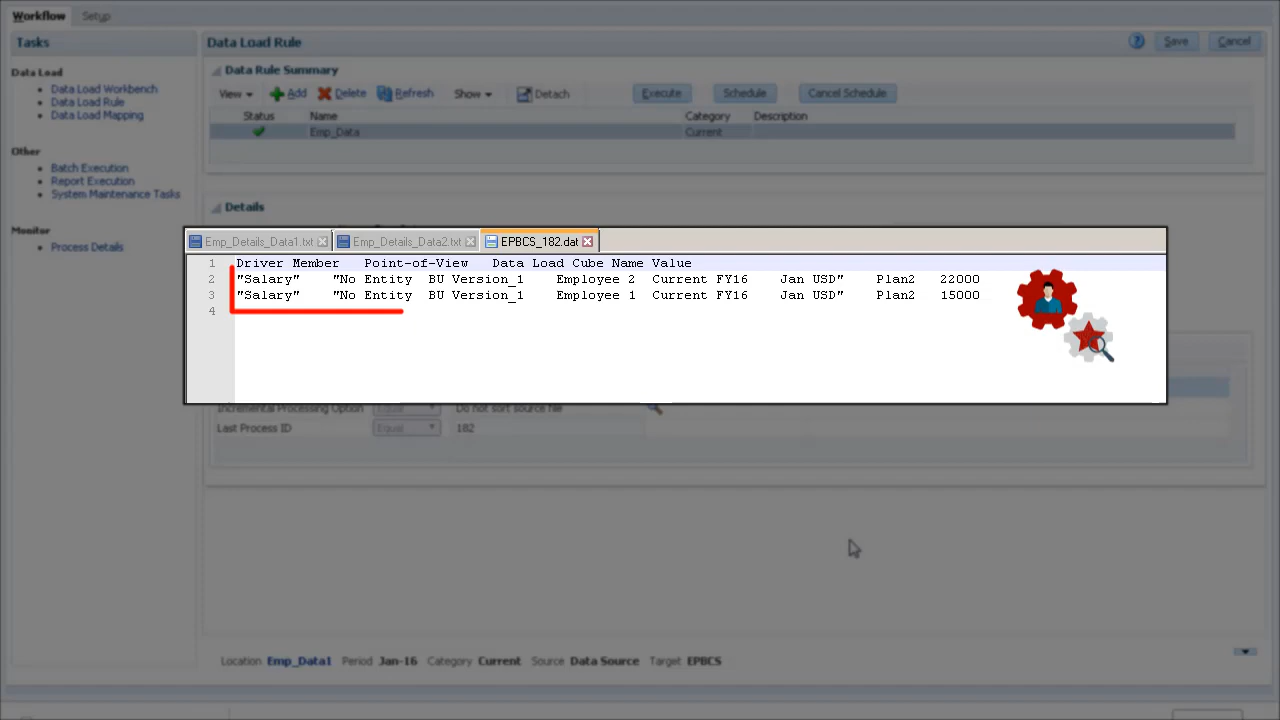 Workflow Setup
Tasks
Data Load
Data Load Workbench
Data Load Rule
Data Load Mapping
Other
Batch Execution
Report Execution
System Maintenance Tasks
Monitor
Process Details
Data Load Rule
Save Cancel
Data Rule Summary
View Add Delete Refresh Show Detach Execute Schedule Cancel Schedule
Status Name Category Description
Emp_Data Current
Details
Emp_Details_Data1.txt Emp_Details_Data2.txt EPBCS_182.dat
1 Driver Member Point-of-View Data Load Cube Name Value
2 "Salary" "No Entity BU Version_1 Employee 2 Current FY16 Jan USD" Plan2 22000
3 "Salary" "No Entity BU Version_1 Employee 1 Current FY16 Jan USD" Plan2 15000
4
Incremental Processing Option Equal Do not sort source file
Last Process ID Equal 182
Location Emp_Data1 Period Jan-16 Category Current Source Data Source Target EPBCS